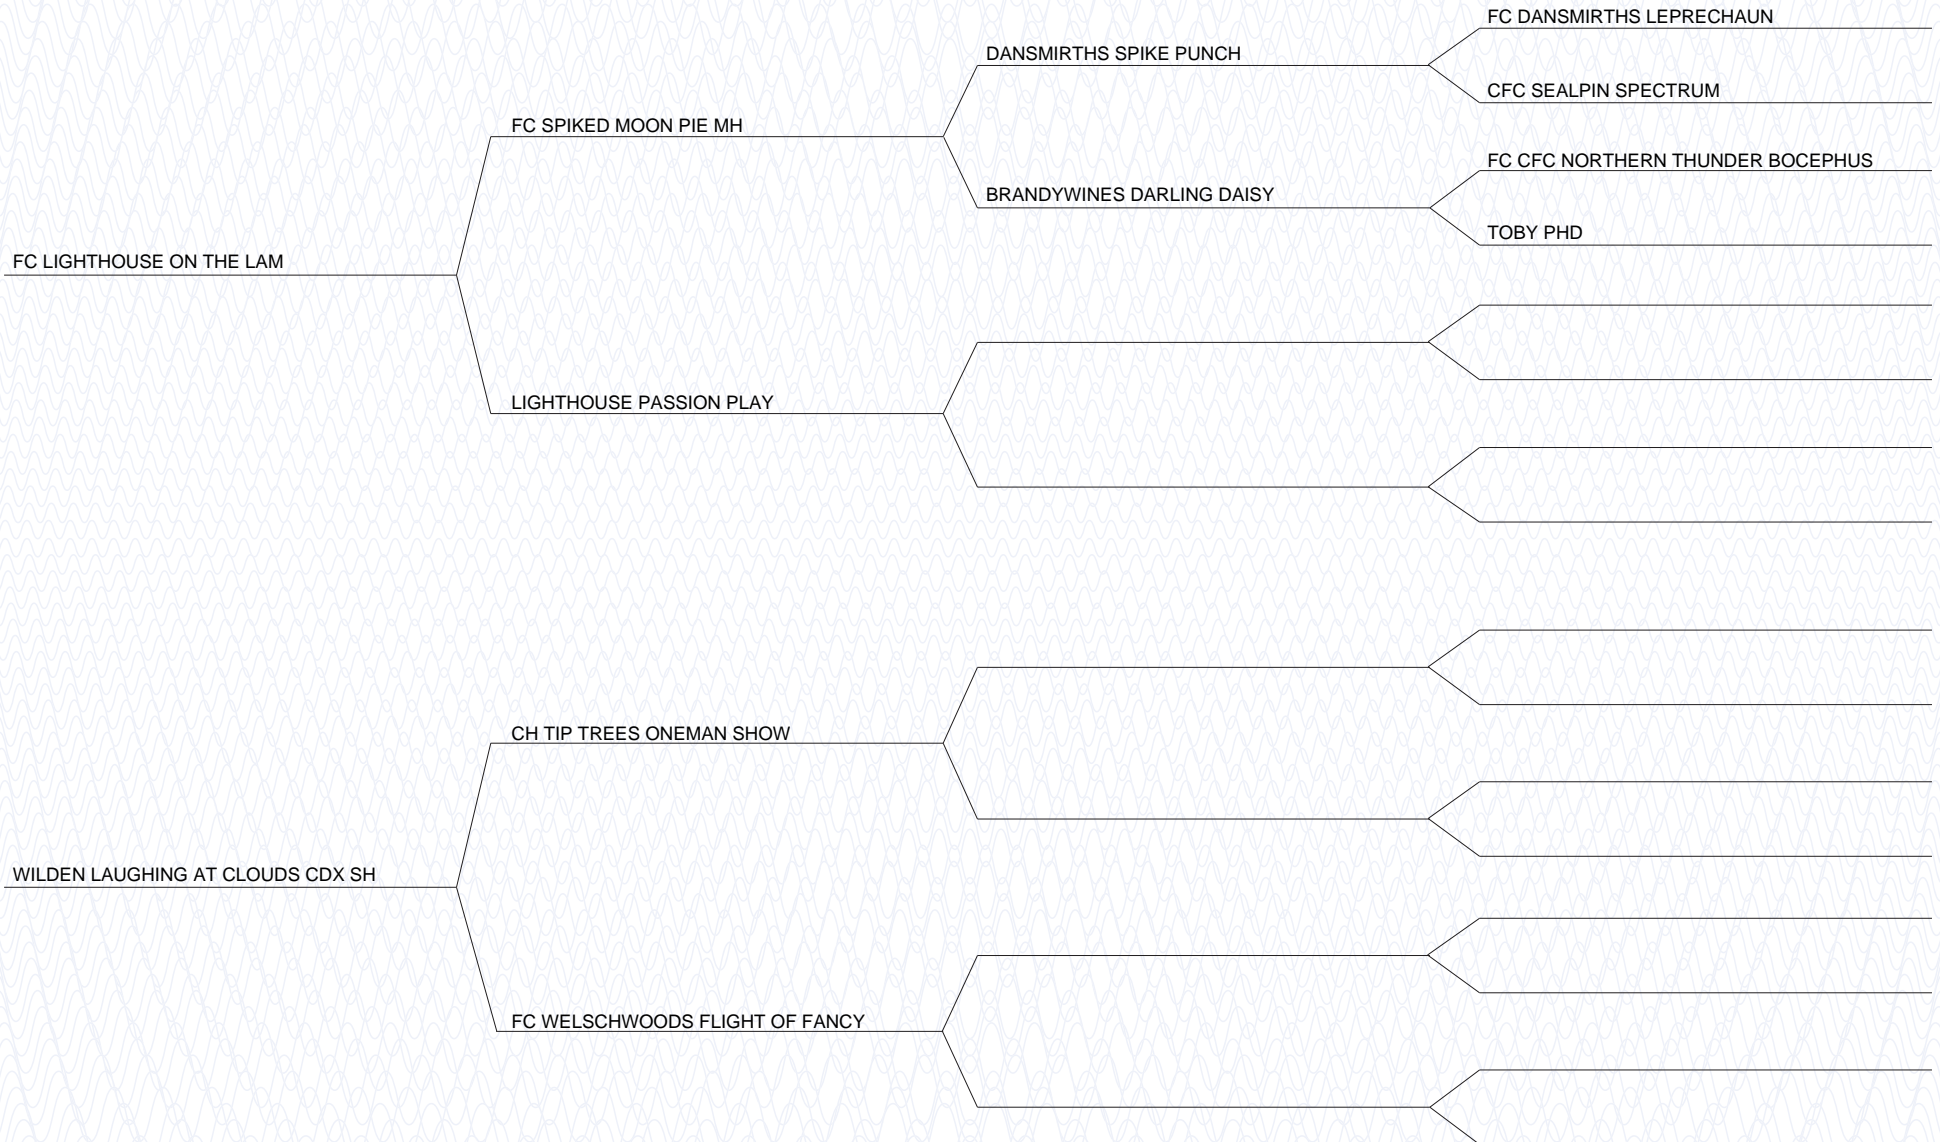 FC DANSMIRTHS LEPRECHAUN
DANSMIRTHS SPIKE PUNCH
CFC SEALPIN SPECTRUM
FC SPIKED MOON PIE MH
FC CFC NORTHERN THUNDER BOCEPHUS
BRANDYWINES DARLING DAISY
TOBY PHD
FC LIGHTHOUSE ON THE LAM
LIGHTHOUSE PASSION PLAY
CH TIP TREES ONEMAN SHOW
WILDEN LAUGHING AT CLOUDS CDX SH
FC WELSCHWOODS FLIGHT OF FANCY